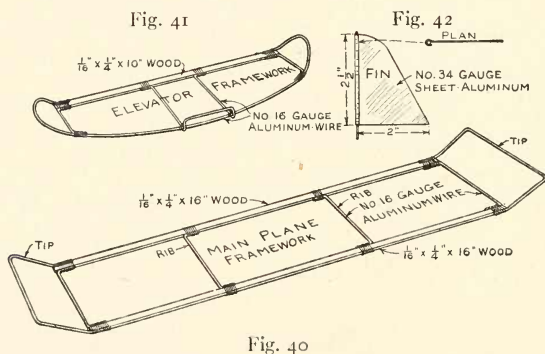 Fig. 41
Fig. 42
1/16" x 1/4" x 10" WOOD
ELEVATOR FRAMEWORK
NO 16 GAUGE
ALUMINUM-WIRE
PLAN
2 1/2"
FIN
NO. 34 GAUGE
SHEET-ALUMINUM
2"
TIP
1/16" x 1/4" x 16" WOOD
RIB
NO 16 GAUGE
ALUMINUM WIRE
RIB
MAIN PLANE
FRAMEWORK
TIP
1/16" x 1/4" x 16" WOOD
Fig. 40